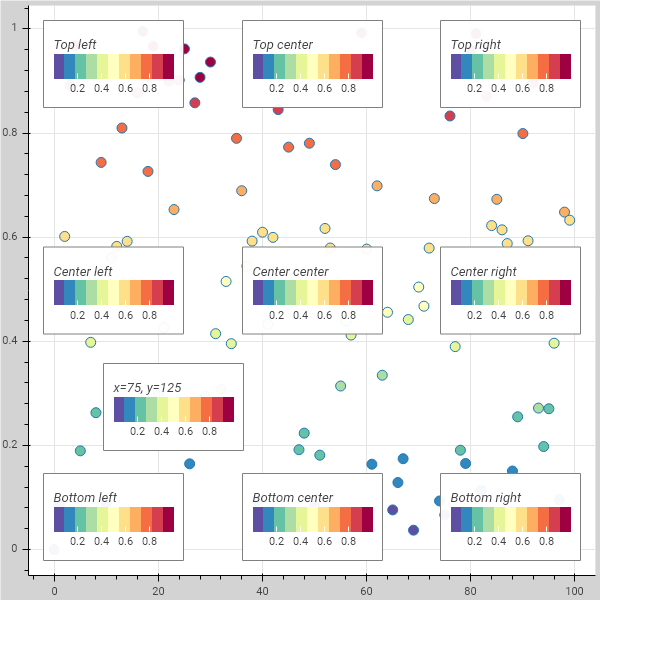 1
Top left
0.2 0.4 0.6 0.8
Top center
0.2 0.4 0.6 0.8
Top right
0.2 0.4 0.6 0.8
0.8
0.6
Center left
0.2 0.4 0.6 0.8
Center center
0.2 0.4 0.6 0.8
Center right
0.2 0.4 0.6 0.8
0.4
x=75, y=125
0.2 0.4 0.6 0.8
0.2
Bottom left
0.2 0.4 0.6 0.8
Bottom center
0.2 0.4 0.6 0.8
Bottom right
0.2 0.4 0.6 0.8
0
0 20 40 60 80 100